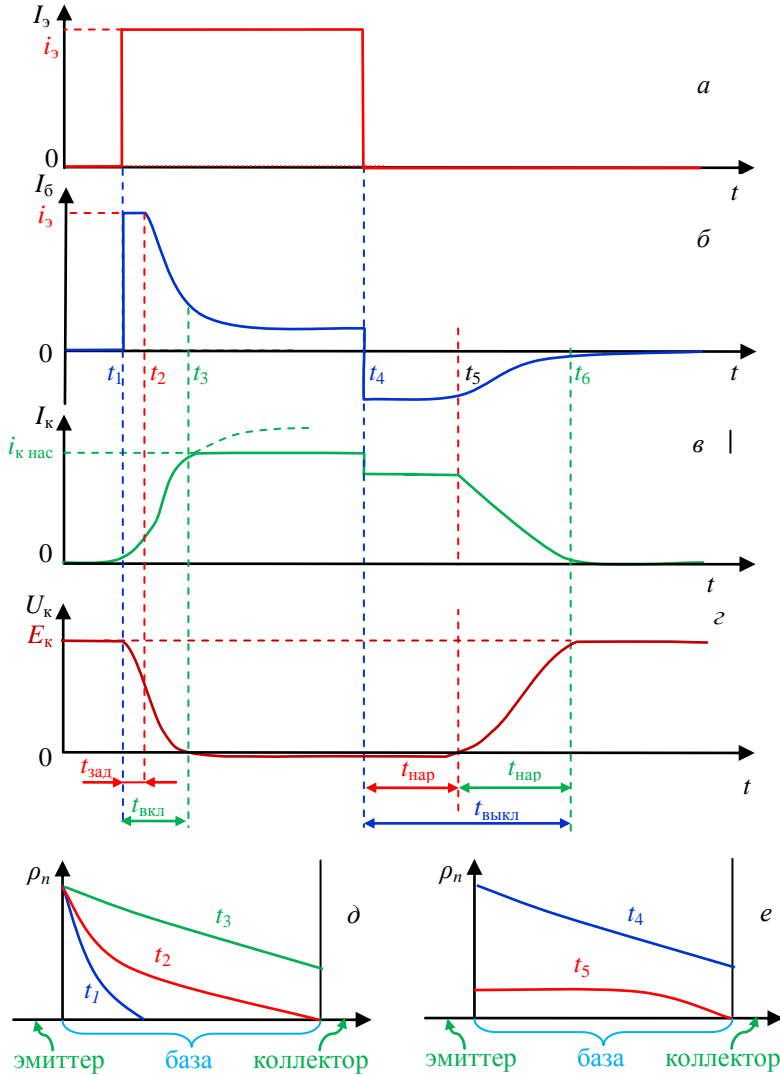 Iэ
iэ
а
0
t
Iб
iэ
б
0
t1 t2 t3 t4 t5 t6 t
Iк
iк нас
в
0
t
Uк
г
Eк
0
tзад tнар tнар t
tвкл tвыкл
ρn ρn
д е
t3 t4
t2 t5
t1
эмиттер база коллектор эмиттер база коллектор